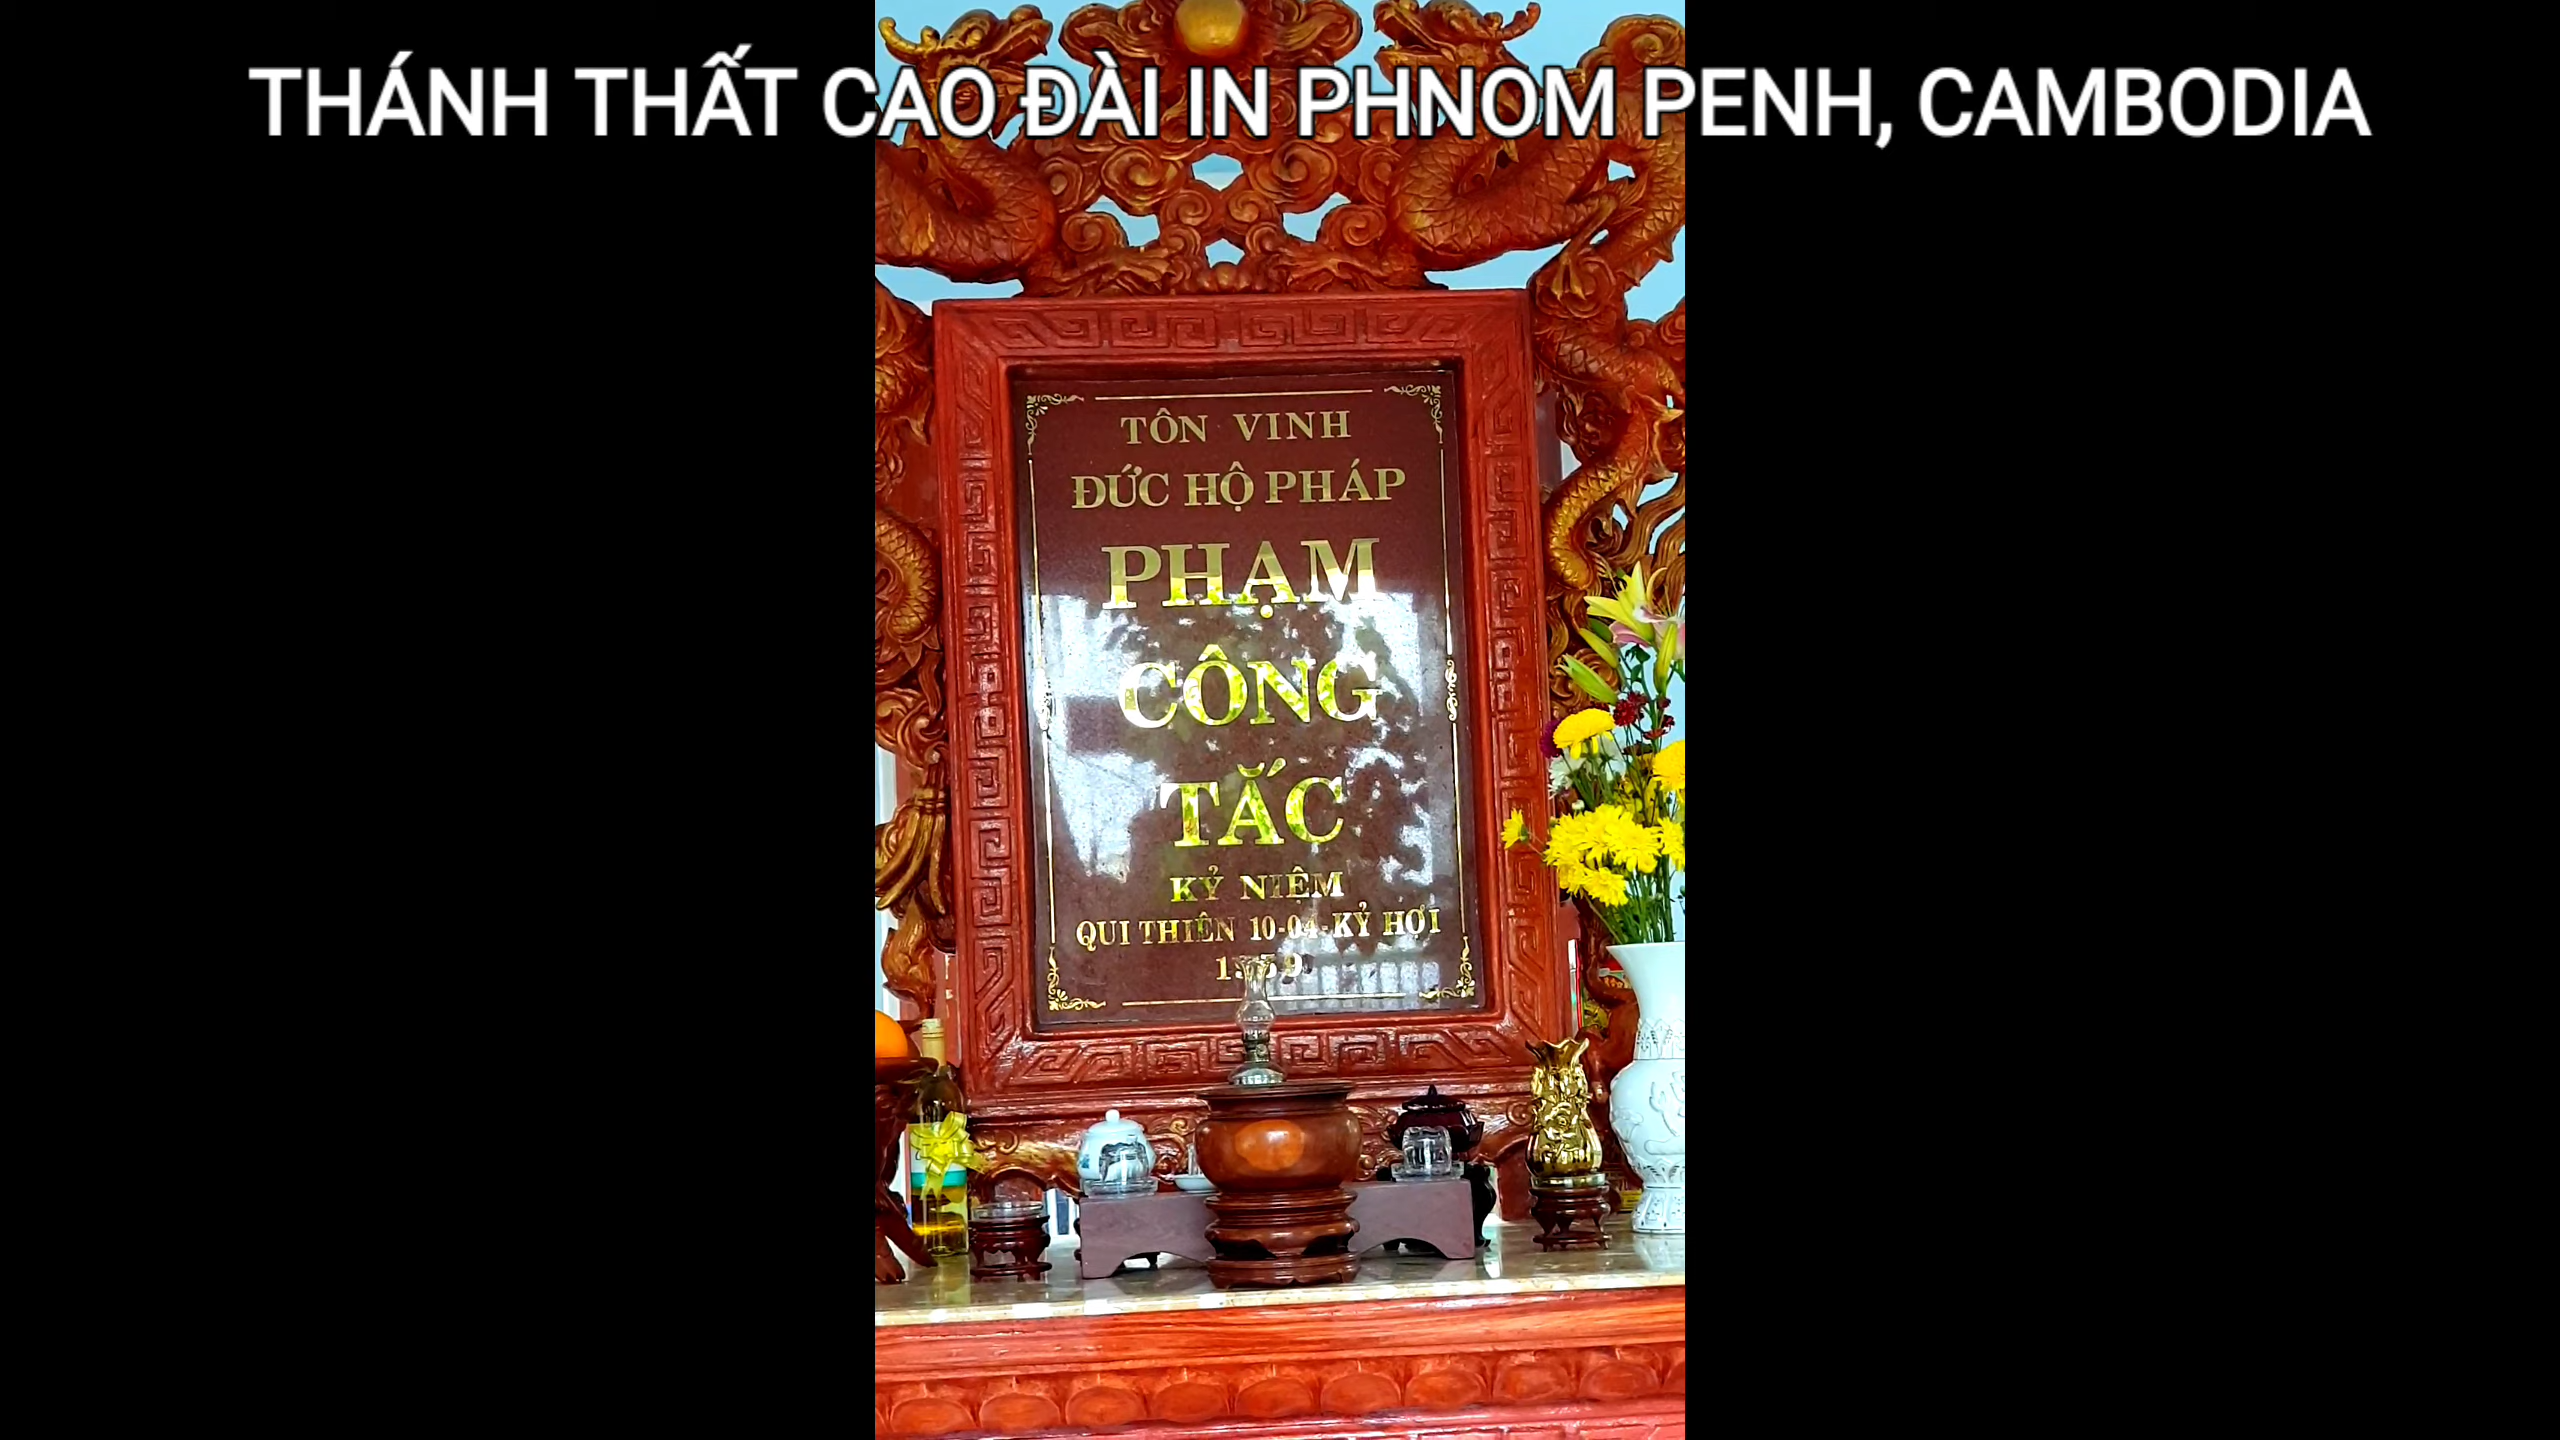 THÁNH THẤT CAO ĐÀI IN PHNOM PENH, CAMBODIA
TÔN VINH
ĐỨC HỘ PHÁP
PHẠM
CÔNG
TẮC
KỶ NIỆM
QUI THIÊN 10-04-KỶ HỢI
1959